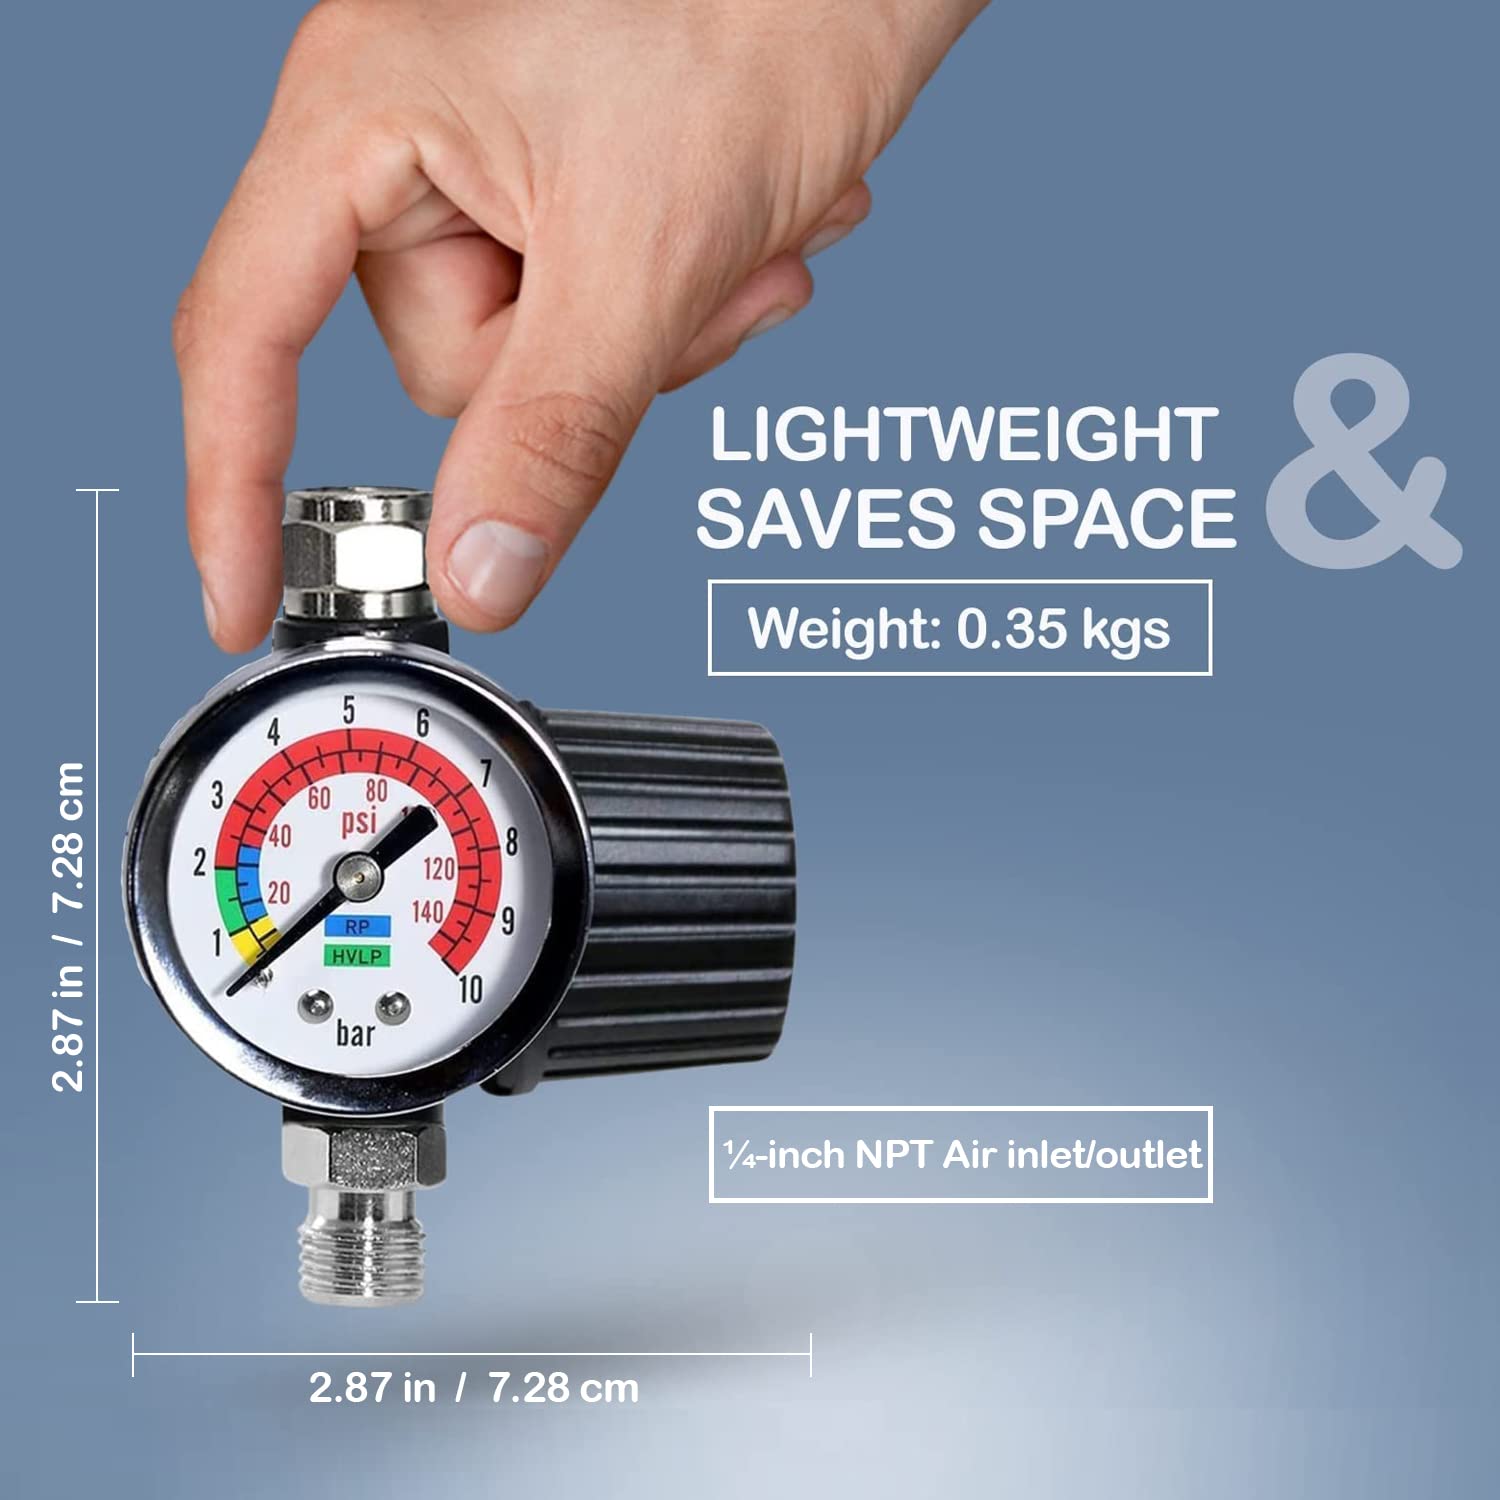 LIGHTWEIGHT
&
SAVES SPACE
Weight: 0.35 kgs
2.87 in / 7.28 cm
1
2
3
4
5
6
7
8
9
10
20
40
60
80
120
140
psi
RP
HVLP
bar
¼-inch NPT Air inlet/outlet
2.87 in / 7.28 cm